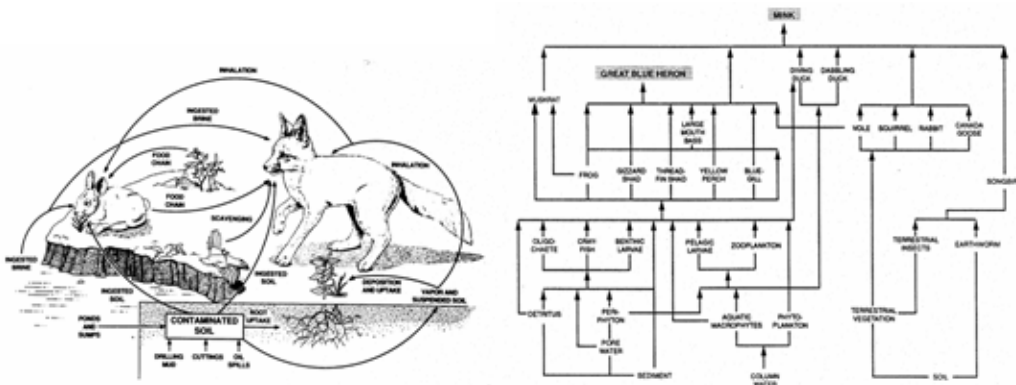 INHALATION
INGESTED
BRINE
FOOD
CHAIN
INHALATION
FOOD
CHAIN
SCAVENGING
INGESTED
BRINE
INGESTED
SOIL
INGESTED
SOIL
DEPOSITION
AND UPTAKE
VAPOR AND
SUSPENDED SOIL
PONDS
AND
SUMPS
CONTAMINATED
SOIL
ROOT
UPTAKE
DRILLING
MUD
CUTTINGS
OIL
SPILLS
MINK
GREAT BLUE HERON
DIVING
DUCK
DABBLING
DUCK
MUSKRAT
LARGE
MOUTH
BASS
VOLE
SQUIRREL
RABBIT
CANADA
GOOSE
FROG
GIZZARD
SHAD
THREAD-
FIN SHAD
YELLOW
PERCH
BLUE-
GILL
SONGBIR
OLIGO-
CHAETE
CRAY
FISH
BENTHIC
LARVAE
PELAGIC
LARVAE
ZOOPLANKTON
TERRESTRIAL
INSECTS
EARTHWORM
DETRITUS
PERI-
PHYTON
AQUATIC
MACROPHYTES
PHYTO-
PLANKTON
TERRESTRIAL
VEGETATION
PORE
WATER
SEDIMENT
COLUMN
WATER
SOIL